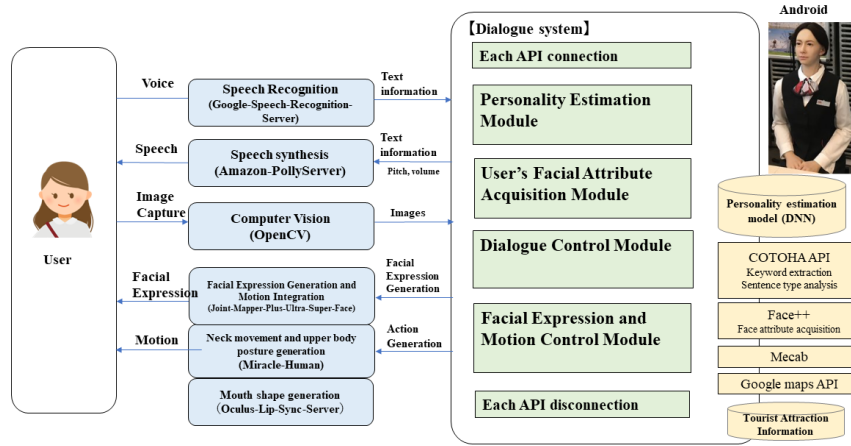 Android
【Dialogue system】
Each API connection
Voice
Speech Recognition
(Google-Speech-Recognition-
Server)
Text
information
Personality Estimation
Module
Speech
Speech synthesis
(Amazon-PollyServer)
Text
information
Pitch, volume
User's Facial Attribute
Acquisition Module
Image
Capture
Computer Vision
(OpenCV)
Images
Dialogue Control Module
User
Facial
Expression
Facial Expression Generation and
Motion Integration
(Joint-Mapper-Plus-Ultra-Super-Face)
Facial
Expression
Generation
Facial Expression and
Motion Control Module
Motion
Neck movement and upper body
posture generation
(Miracle-Human)
Action
Generation
Mouth shape generation
（Oculus-Lip-Sync-Server）
Each API disconnection
Personality estimation
model (DNN)
COTOHA API
Keyword extraction
Sentence type analysis
Face++
Face attribute acquisition
Mecab
Google maps API
Tourist Attraction
Information